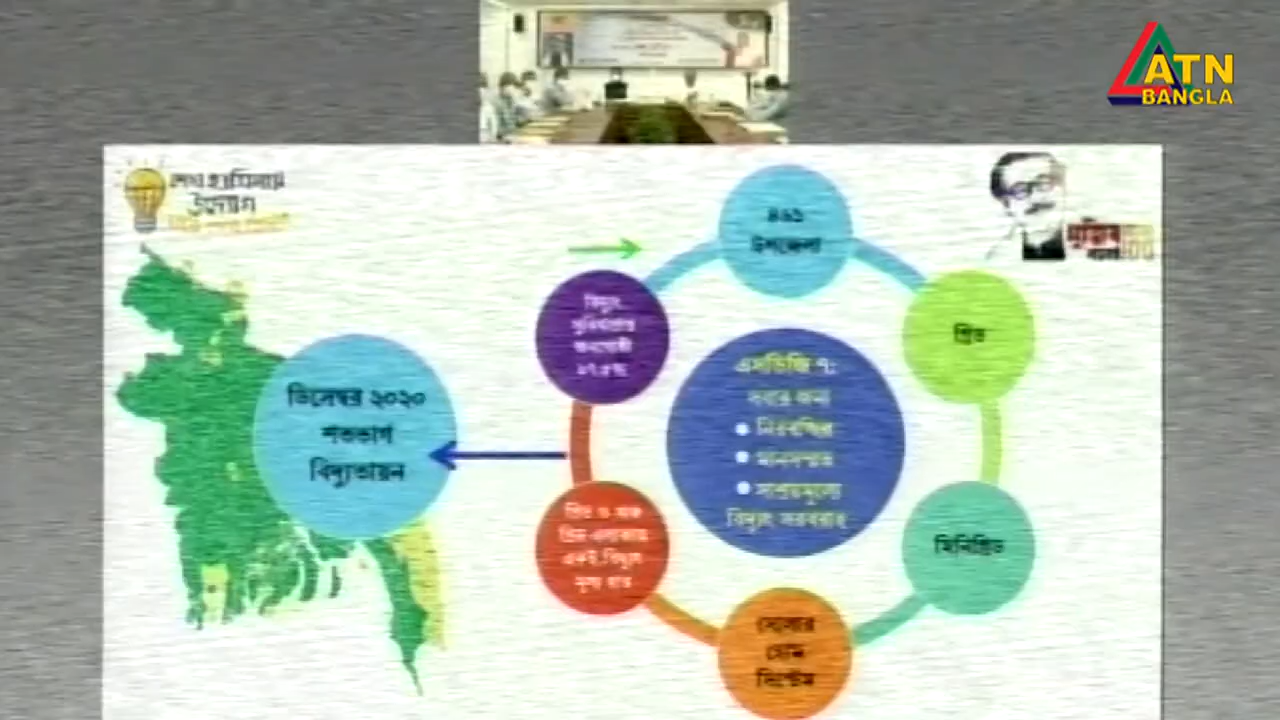 ATN
BANGLA
শেখ হাসিনার
উদ্যোগ
৪৬১
উপজেলা
বিদ্যুৎ
সুবিধাপ্রাপ্ত
জনগোষ্ঠী
৯৭.৫%
গ্রিড
এসডিজি ৭:
সবার জন্য
নিরবচ্ছিন্ন
মানসম্মত
সাশ্রয়ীমূল্যে
বিদ্যুৎ সরবরাহ
ডিসেম্বর ২০২০
শতভাগ
বিদ্যুতায়ন
গ্রিড ও অফ
গ্রিড এলাকায়
একই বিদ্যুৎ
মূল্য হার
মিনিগ্রিড
সোলার
হোম
সিস্টেম